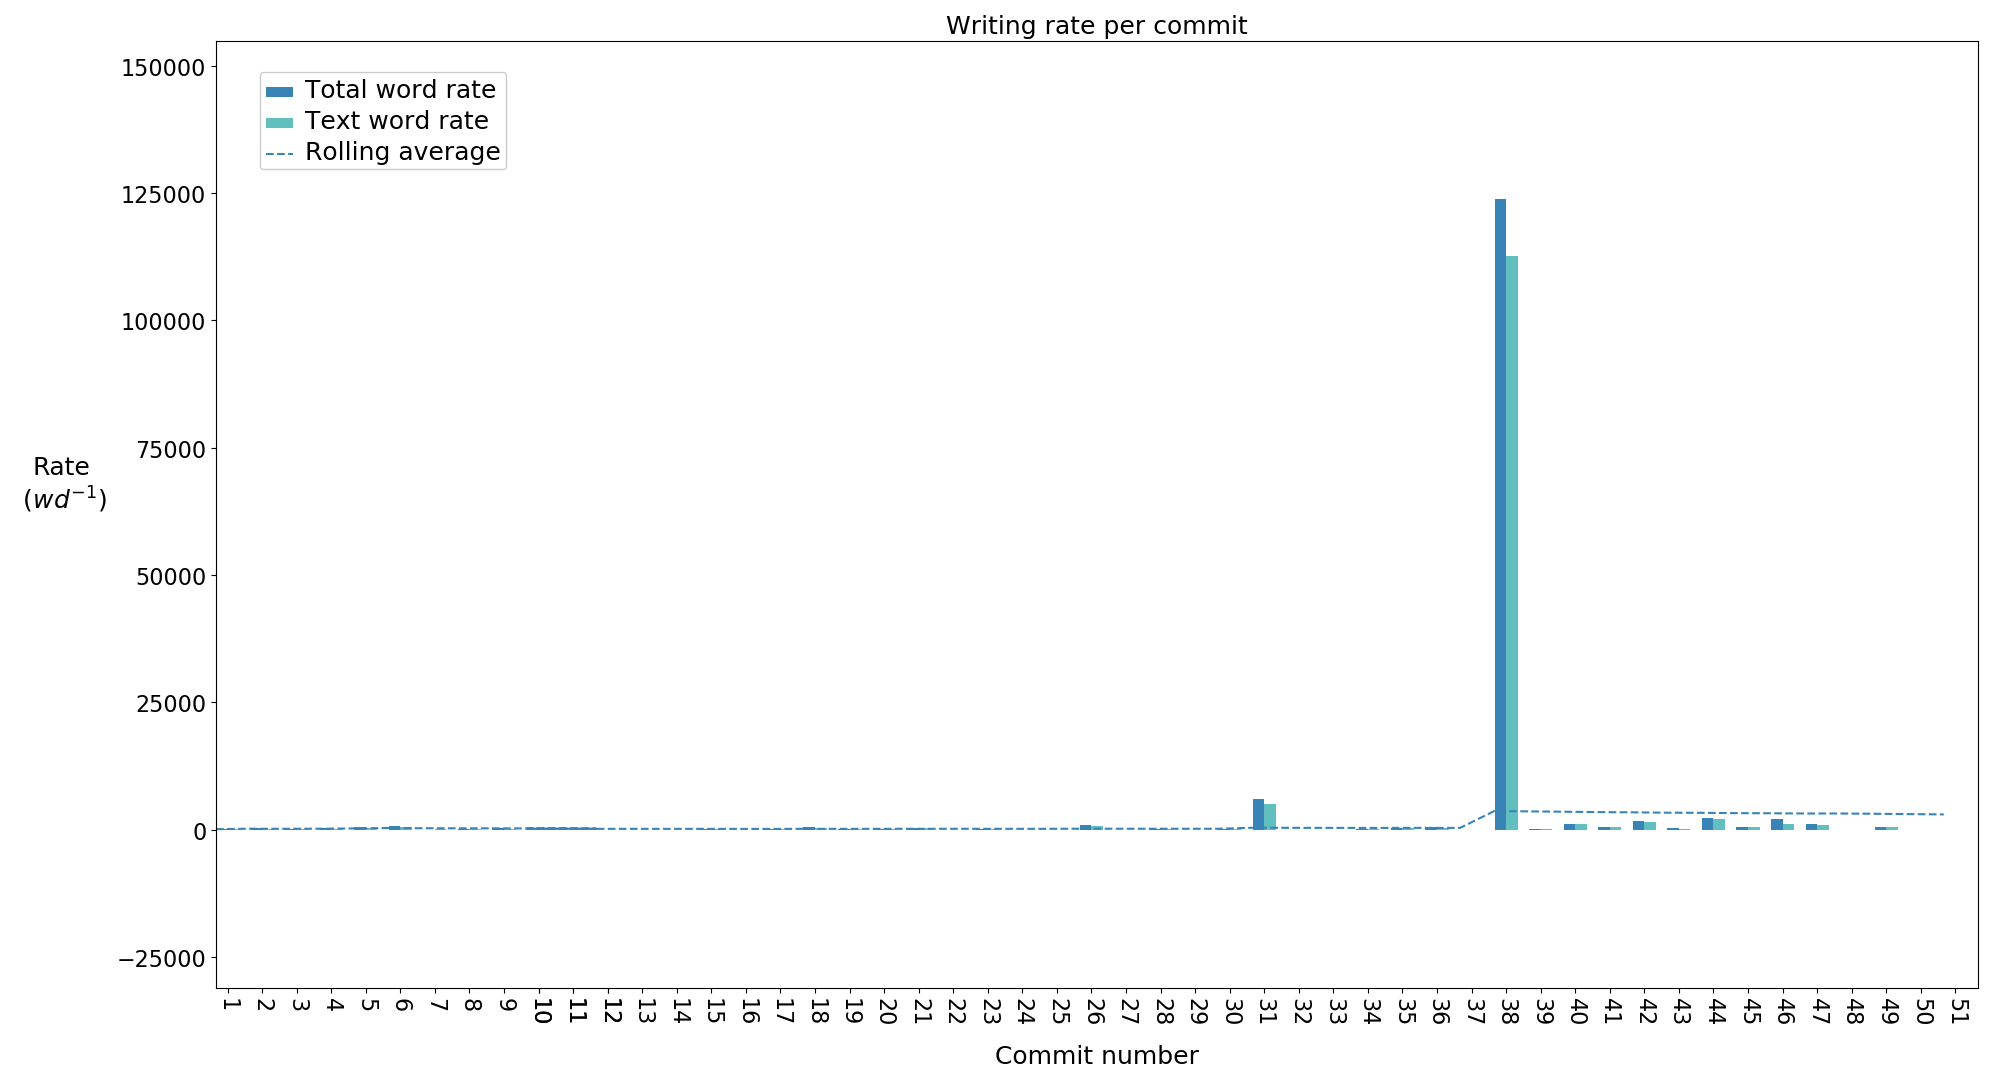 Writing rate per commit
150000
125000
100000
75000
50000
25000
0
−25000
Total word rate
Text word rate
Rolling average
Rate
(wd⁻¹)
1 2 3 4 5 6 7 8 9 10 11 12 13 14 15 16 17 18 19 20 21 22 23 24 25 26 27 28 29 30 31 32 33 34 35 36 37 38 39 40 41 42 43 44 45 46 47 48 49 50 51
Commit number